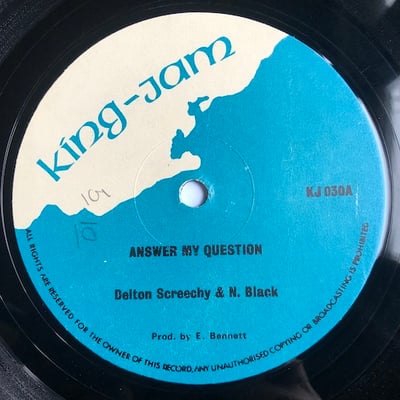 king-Jam
KJ 030A
ANSWER MY QUESTION
Delton Screechy & N. Black
Prod. by E. Bennett
ALL RIGHTS ARE RESERVED FOR THE OWNER OF THIS RECORD, ANY UNAUTHORISED COPYING OR BROADCASTING IS PROHIBITED